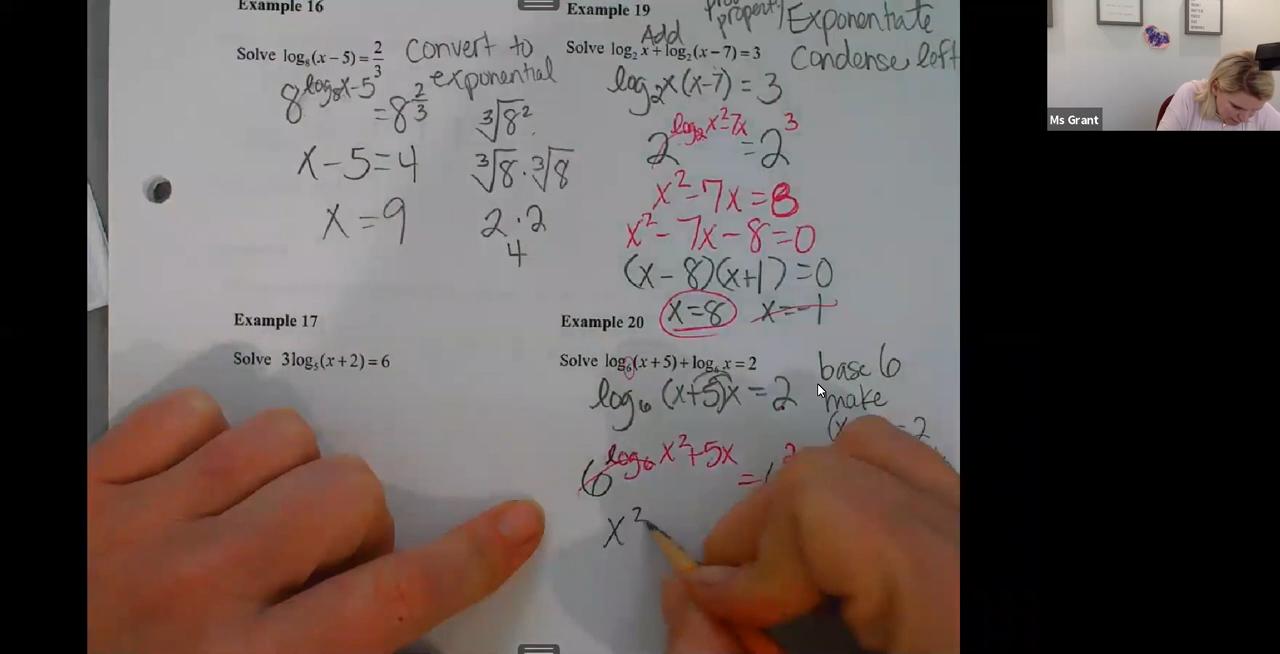 Example 16
Solve log₈(x − 5) = 2/3
convert to
exponential
8^(log₈x−5) = 8^(2/3)
∛8²
x − 5 = 4
∛8 · ∛8
x = 9
2 · 2
4
Example 19
property / Exponentiate
Add
Condense left
Solve log₂ x + log₂(x − 7) = 3
log₂x(x−7) = 3
2^(log₂x²−7x) = 2³
x² − 7x = 8
x² − 7x − 8 = 0
(x − 8)(x+1) = 0
x=8 x=−1
Example 17
Solve 3log₅(x + 2) = 6
Example 20
Solve log₆(x + 5) + log₆ x = 2
base 6
make
log₆ (x+5)x = 2
6^(log₆ x²+5x) =
x²
Ms Grant